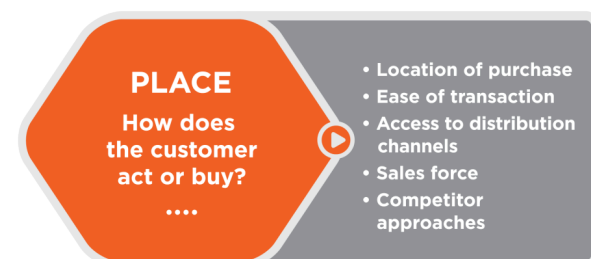 PLACE
How does
the customer
act or buy?
....
• Location of purchase
• Ease of transaction
• Access to distribution
channels
• Sales force
• Competitor
approaches